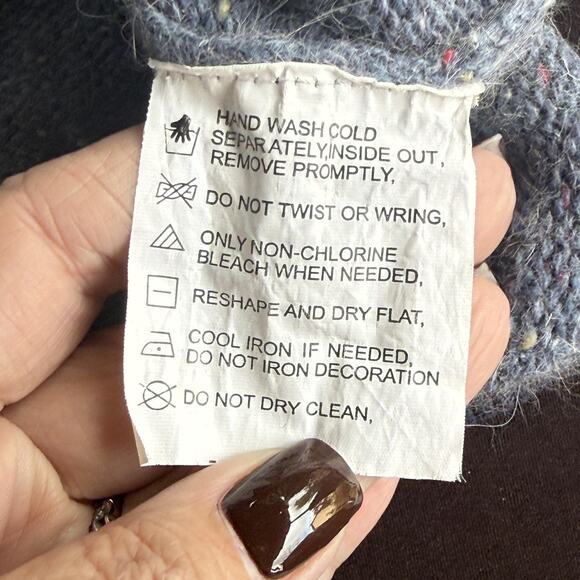 HAND WASH COLD
SEPARATELY,INSIDE OUT,
REMOVE PROMPTLY,
DO NOT TWIST OR WRING,
ONLY NON-CHLORINE
BLEACH WHEN NEEDED,
RESHAPE AND DRY FLAT,
COOL IRON IF NEEDED,
DO NOT IRON DECORATION
DO NOT DRY CLEAN,